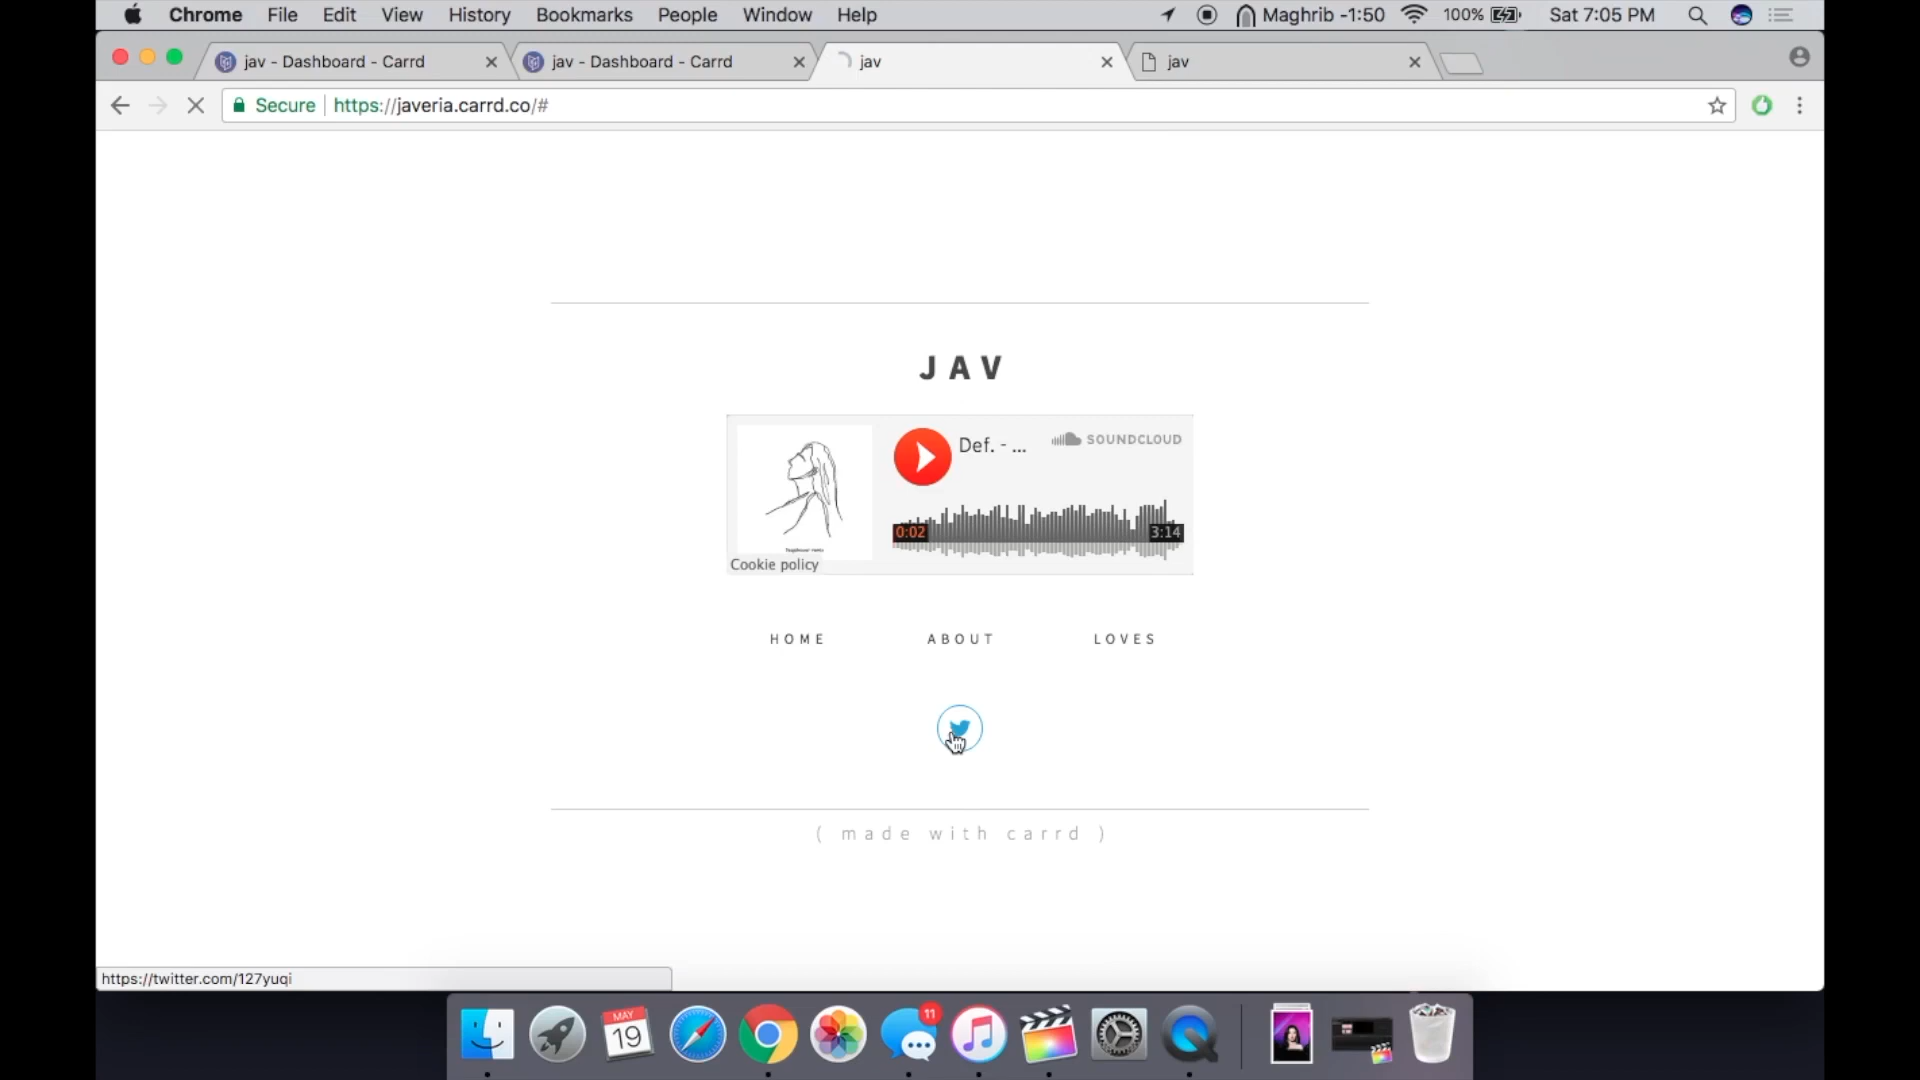 Chrome File Edit View History Bookmarks People Window Help Maghrib -1:50 100% Sat 7:05 PM
jav - Dashboard - Carrd jav - Dashboard - Carrd jav jav
Secure https://javeria.carrd.co/#
JAV
Def. - ... SOUNDCLOUD
0:02 3:14
Cookie policy
HOME ABOUT LOVES
( made with carrd )
https://twitter.com/127yuqi
11
MAY
19